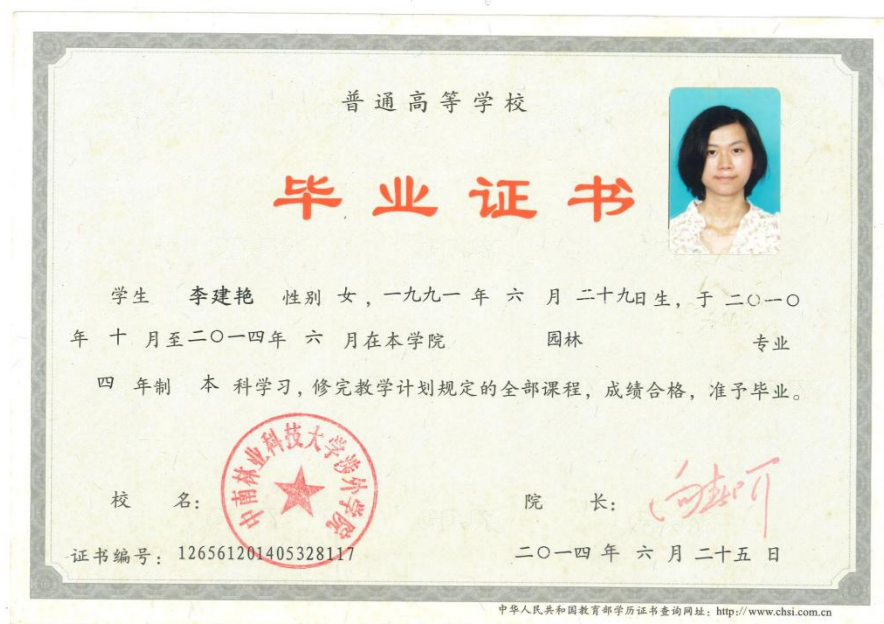 普通高等学校
毕业证书
学生 李建艳 性别 女，一九九一 年 六 月 二十九日生，于 二〇一〇
年 十 月至二〇一四年 六 月在本学院 园林 专业
四 年制 本 科学习，修完教学计划规定的全部课程，成绩合格，准予毕业。
中南林业科技大学涉外学院
校 名： 院 长：
证书编号：126561201405328117 二〇一四 年 六 月 二十五 日
中华人民共和国教育部学历证书查询网址：http://www.chsi.com.cn